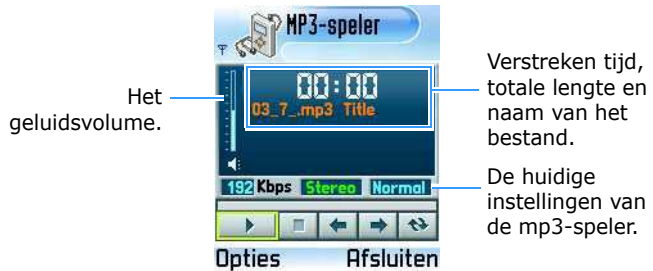 MP3-speler
Het
geluidsvolume.
00:00
03_7_.mp3 Title
192 Kbps Stereo Normal
Opties Afsluiten
Verstreken tijd,
totale lengte en
naam van het
bestand.
De huidige
instellingen van
de mp3-speler.